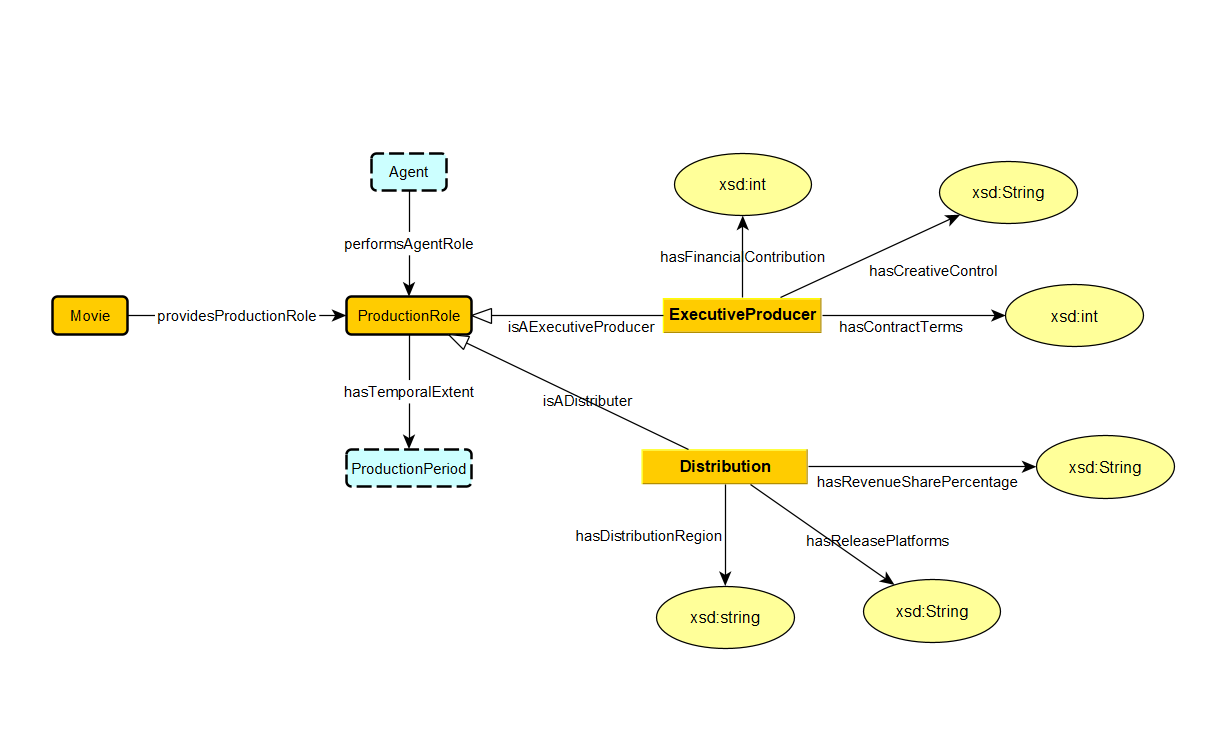 Agent
xsd:int
xsd:String
performsAgentRole
hasFinancialContribution
hasCreativeControl
Movie
providesProductionRole
ProductionRole
isAExecutiveProducer
ExecutiveProducer
hasContractTerms
xsd:int
hasTemporalExtent
isADistributer
ProductionPeriod
Distribution
hasRevenueSharePercentage
xsd:String
hasDistributionRegion
hasReleasePlatforms
xsd:string
xsd:String